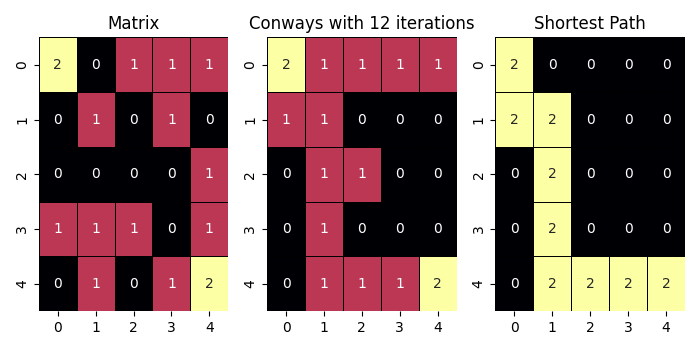 Matrix
0 2 0 1 1 1
1 0 1 0 1 0
2 0 0 0 0 1
3 1 1 1 0 1
4 0 1 0 1 2
0 1 2 3 4
Conways with 12 iterations
0 2 1 1 1 1
1 1 1 0 0 0
2 0 1 1 0 0
3 0 1 0 0 0
4 0 1 1 1 2
0 1 2 3 4
Shortest Path
0 2 0 0 0 0
1 2 2 0 0 0
2 0 2 0 0 0
3 0 2 0 0 0
4 0 2 2 2 2
0 1 2 3 4